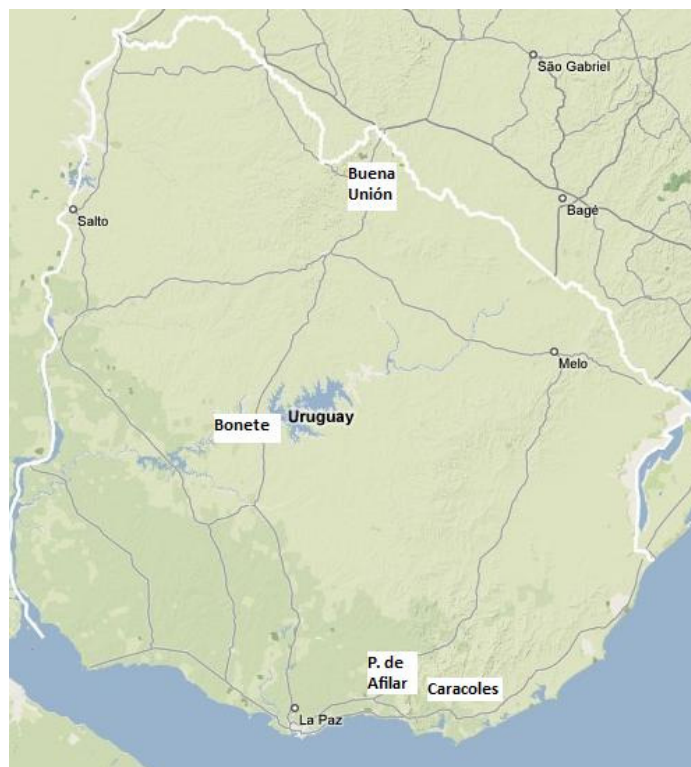 São Gabriel
Buena
Unión
Bagé
Salto
Melo
Bonete
Uruguay
P. de
Afilar
Caracoles
La Paz